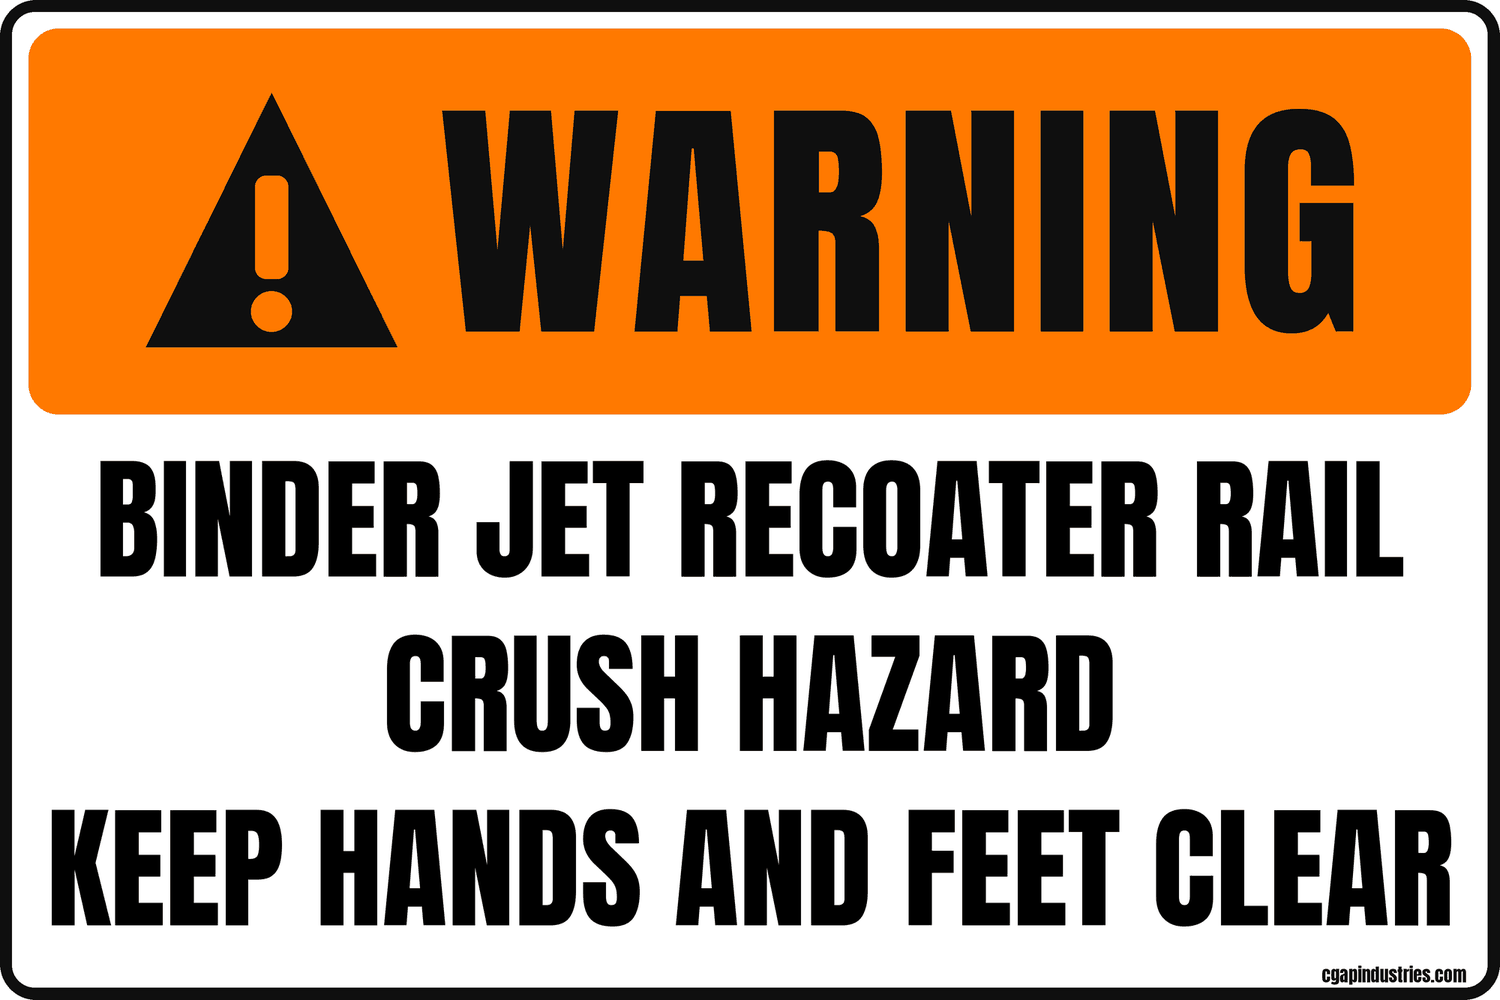 WARNING
BINDER JET RECOATER RAIL
CRUSH HAZARD
KEEP HANDS AND FEET CLEAR
cgapindustries.com